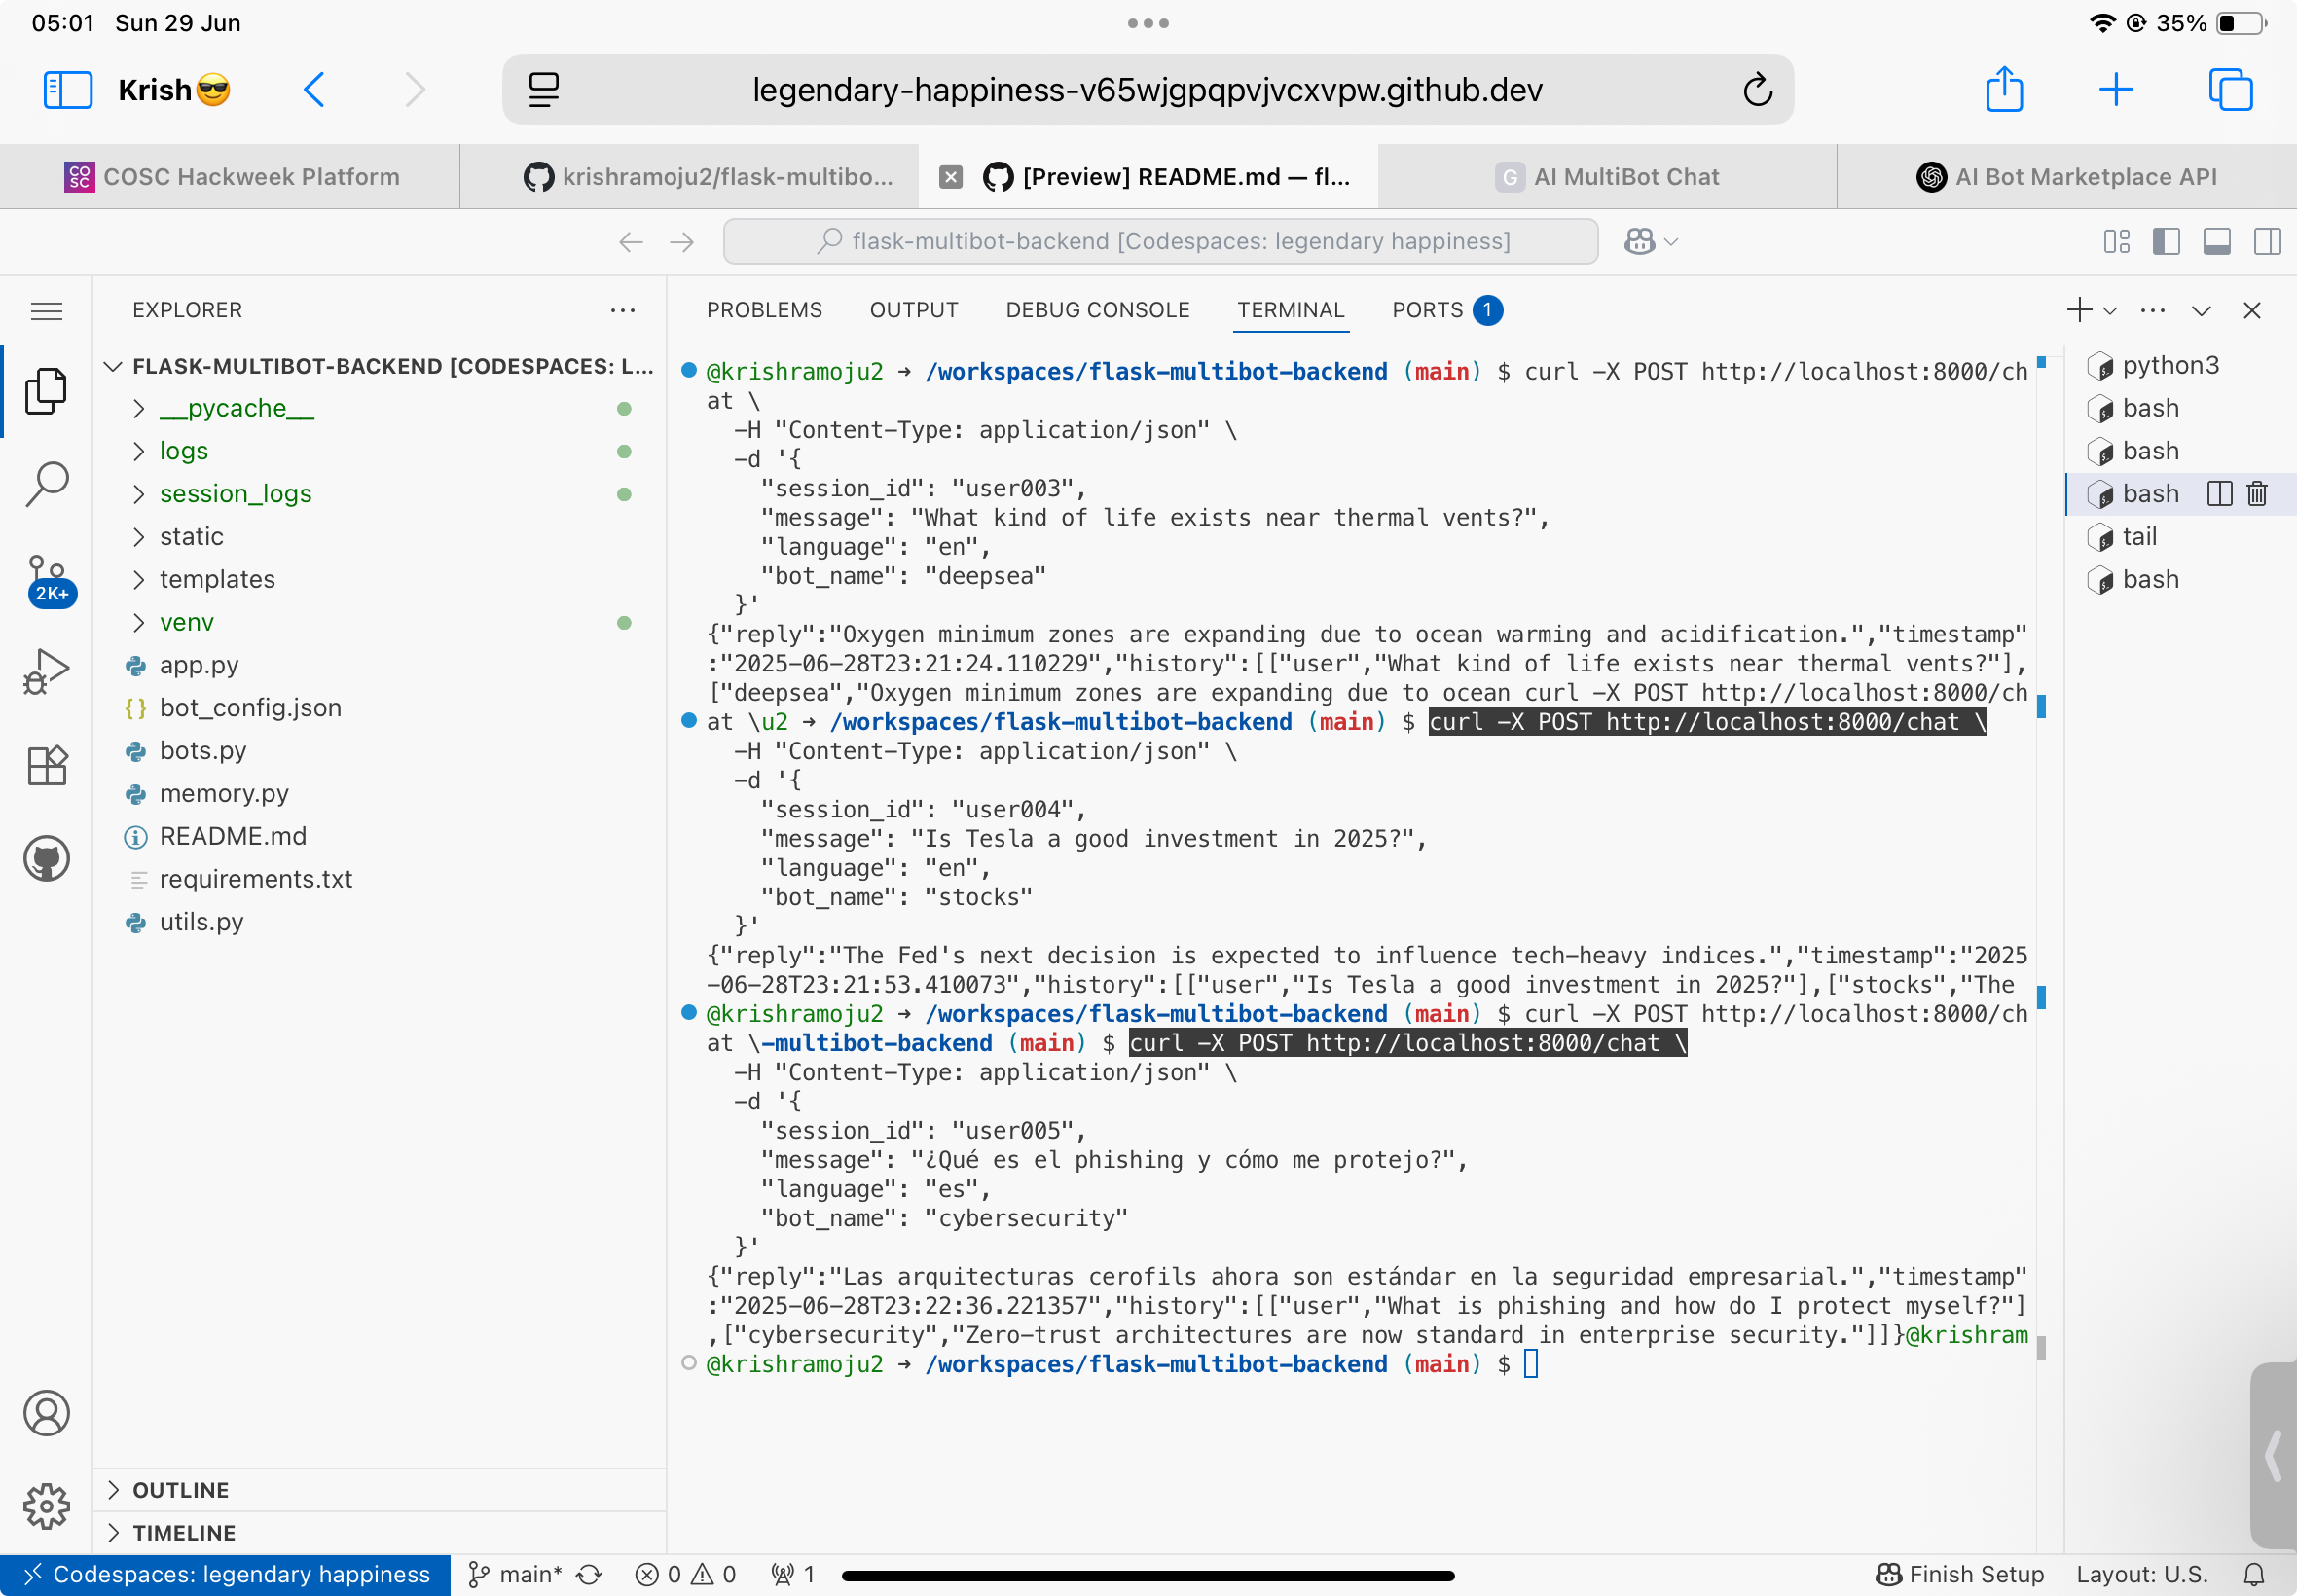 05:01 Sun 29 Jun
35%
Krish😎
legendary-happiness-v65wjgpqpvjvcxvpw.github.dev
COSC Hackweek Platform
krishramoju2/flask-multibo...
[Preview] README.md — fl...
G AI MultiBot Chat
AI Bot Marketplace API
flask-multibot-backend [Codespaces: legendary happiness]
EXPLORER
FLASK-MULTIBOT-BACKEND [CODESPACES: L...
__pycache__
logs
session_logs
static
templates
venv
app.py
{} bot_config.json
bots.py
memory.py
README.md
requirements.txt
utils.py
OUTLINE
TIMELINE
2K+
PROBLEMS OUTPUT DEBUG CONSOLE TERMINAL PORTS 1
@krishramoju2 → /workspaces/flask-multibot-backend (main) $ curl -X POST http://localhost:8000/ch
at \
-H "Content-Type: application/json" \
-d '{
"session_id": "user003",
"message": "What kind of life exists near thermal vents?",
"language": "en",
"bot_name": "deepsea"
}'
{"reply":"Oxygen minimum zones are expanding due to ocean warming and acidification.","timestamp"
:"2025-06-28T23:21:24.110229","history":[["user","What kind of life exists near thermal vents?"],
["deepsea","Oxygen minimum zones are expanding due to ocean curl -X POST http://localhost:8000/ch
at \u2 → /workspaces/flask-multibot-backend (main) $ curl -X POST http://localhost:8000/chat \
-H "Content-Type: application/json" \
-d '{
"session_id": "user004",
"message": "Is Tesla a good investment in 2025?",
"language": "en",
"bot_name": "stocks"
}'
{"reply":"The Fed's next decision is expected to influence tech-heavy indices.","timestamp":"2025
-06-28T23:21:53.410073","history":[["user","Is Tesla a good investment in 2025?"],["stocks","The
@krishramoju2 → /workspaces/flask-multibot-backend (main) $ curl -X POST http://localhost:8000/ch
at \-multibot-backend (main) $ curl -X POST http://localhost:8000/chat \
-H "Content-Type: application/json" \
-d '{
"session_id": "user005",
"message": "¿Qué es el phishing y cómo me protejo?",
"language": "es",
"bot_name": "cybersecurity"
}'
{"reply":"Las arquitecturas cerofils ahora son estándar en la seguridad empresarial.","timestamp"
:"2025-06-28T23:22:36.221357","history":[["user","What is phishing and how do I protect myself?"]
,["cybersecurity","Zero-trust architectures are now standard in enterprise security."]]}@krishram
@krishramoju2 → /workspaces/flask-multibot-backend (main) $
python3
bash
bash
bash
tail
bash
Codespaces: legendary happiness main* 0 0 1
Finish Setup Layout: U.S.